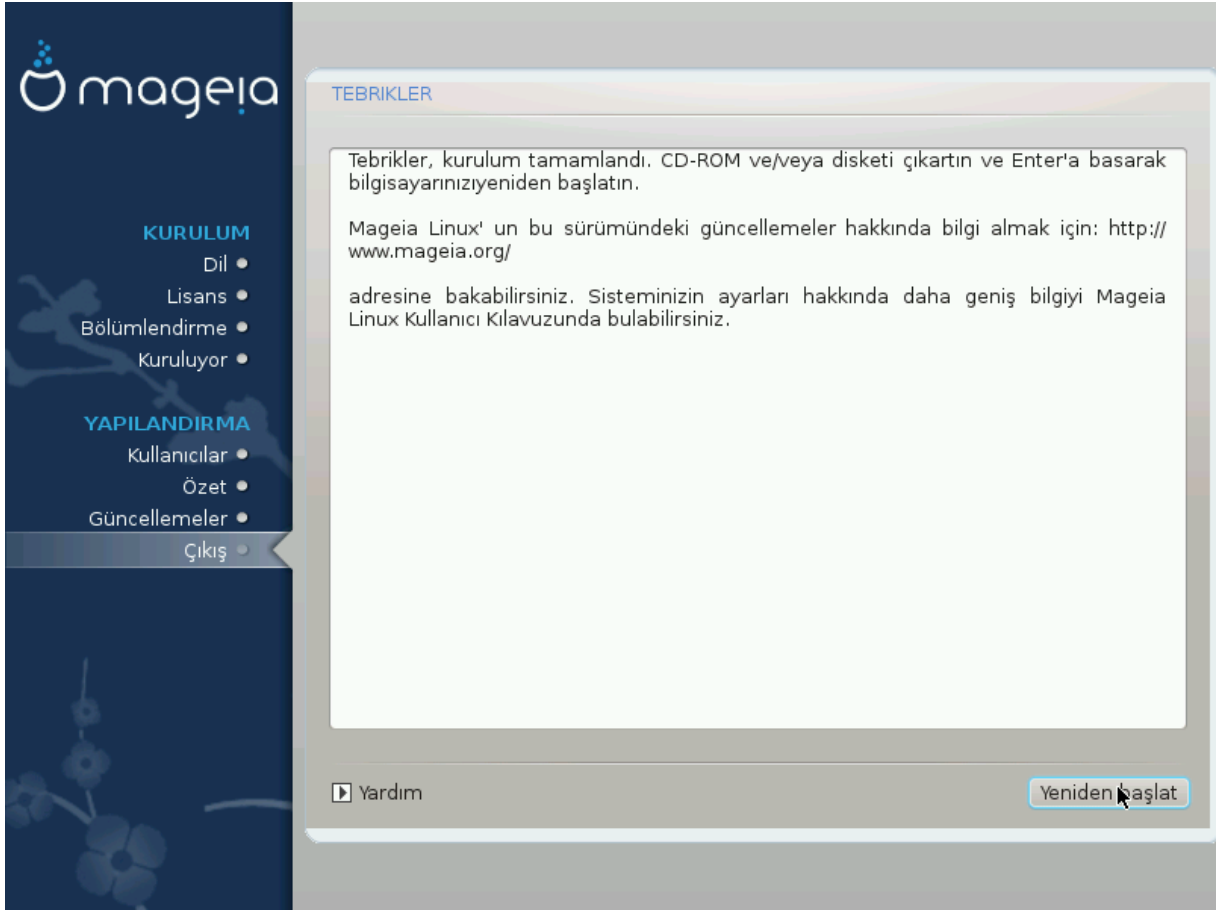 mageia
KURULUM
Dil
Lisans
Bölümlendirme
Kuruluyor
YAPILANDIRMA
Kullanıcılar
Özet
Güncellemeler
Çıkış
TEBRIKLER
Tebrikler, kurulum tamamlandı. CD-ROM ve/veya disketi çıkartın ve Enter'a basarak
bilgisayarınızıyeniden başlatın.
Mageia Linux' un bu sürümündeki güncellemeler hakkında bilgi almak için: http://
www.mageia.org/
adresine bakabilirsiniz. Sisteminizin ayarları hakkında daha geniş bilgiyi Mageia
Linux Kullanıcı Kılavuzunda bulabilirsiniz.
Yardım
Yeniden başlat